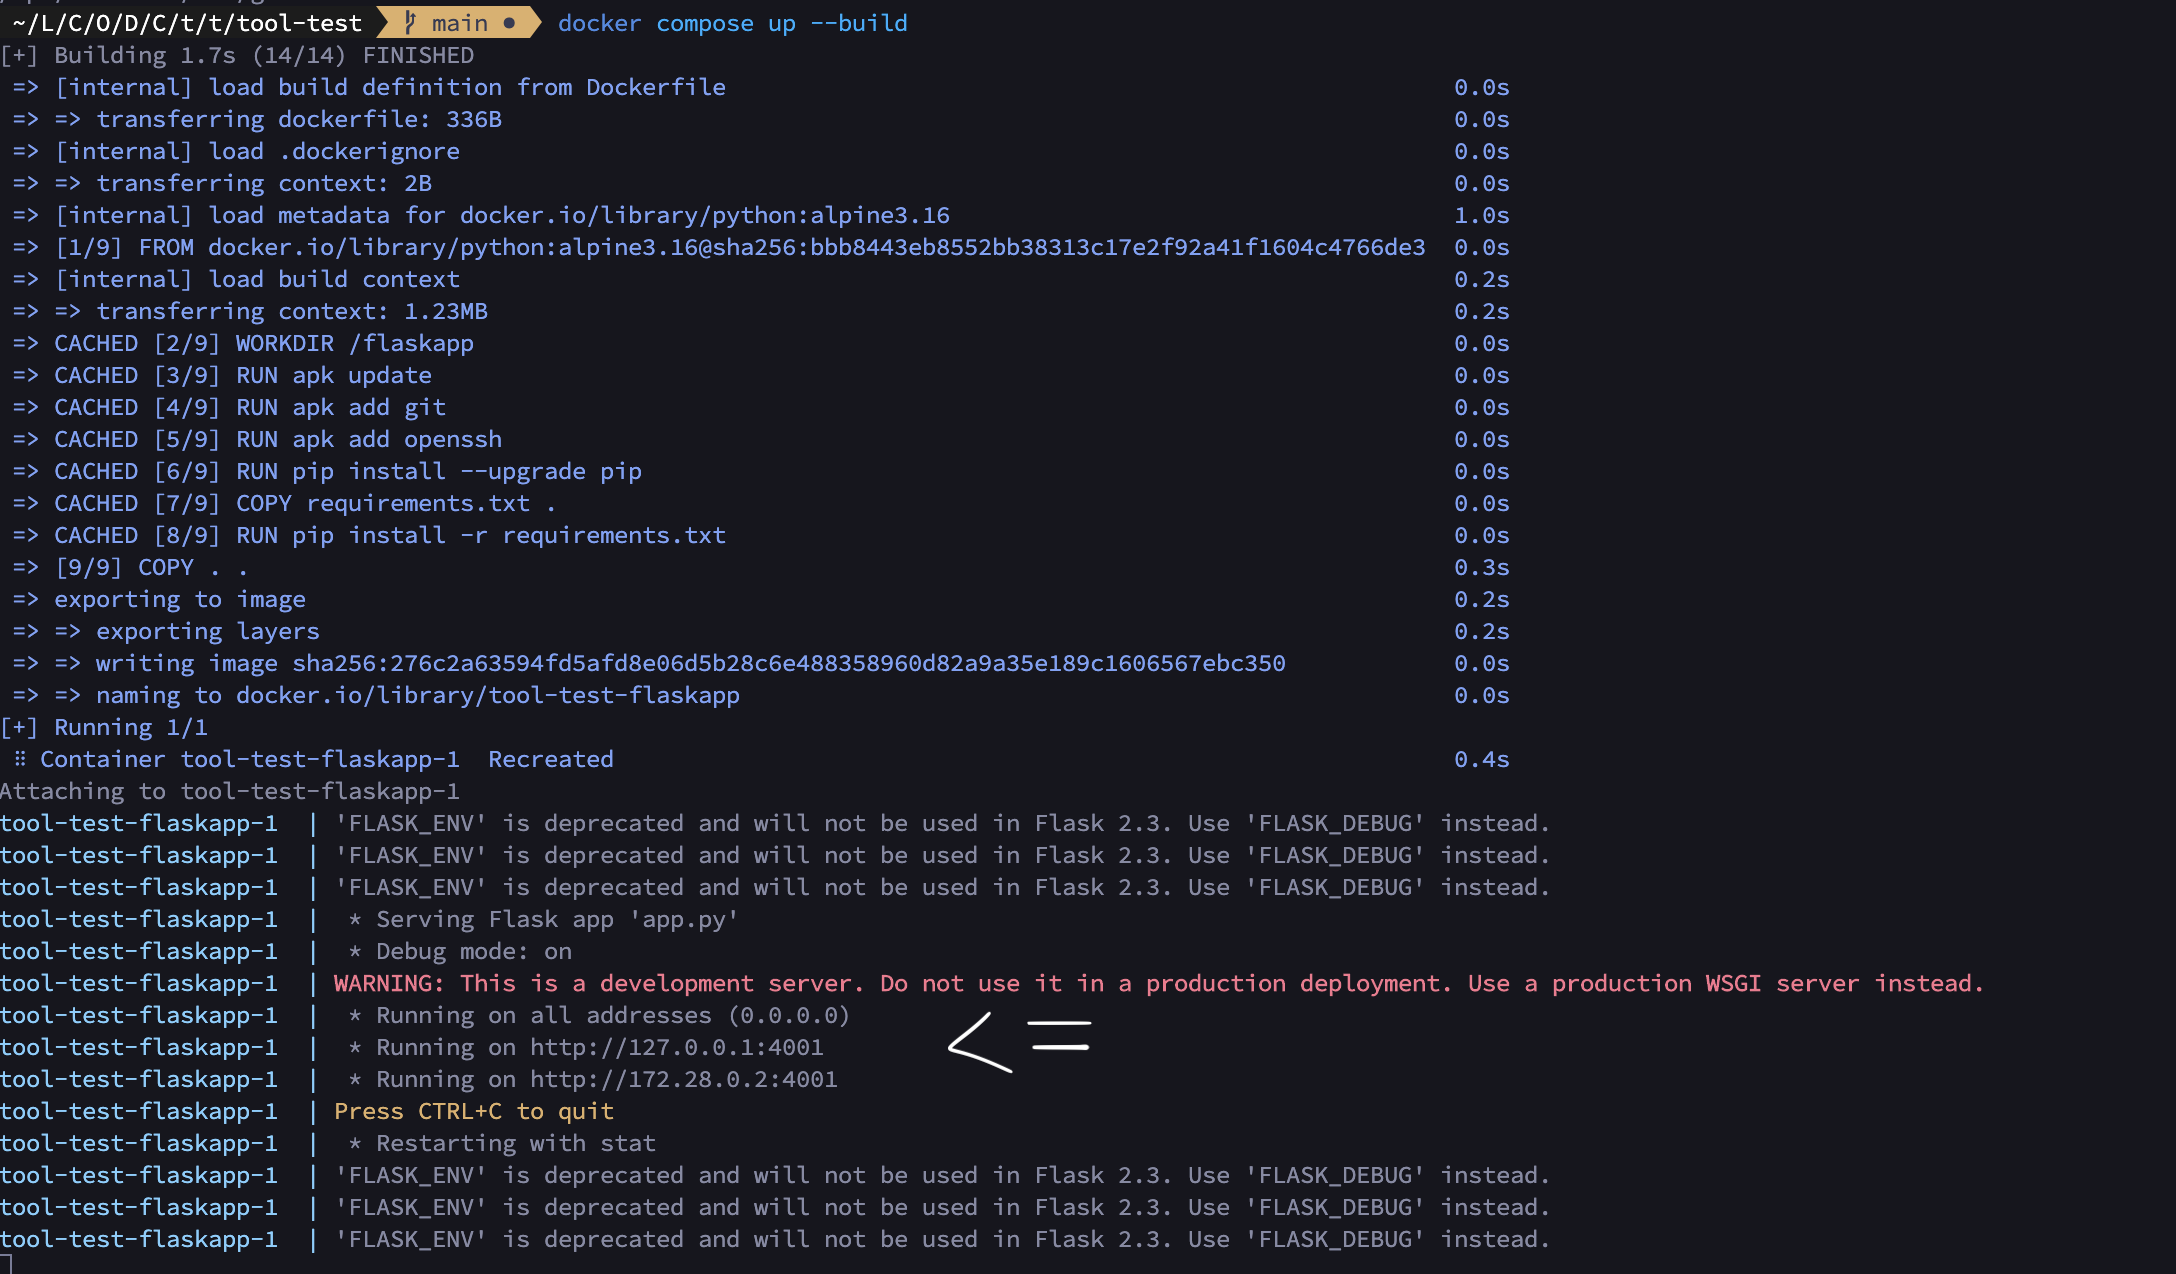 ~/L/C/O/D/C/t/t/tool-test main ● docker compose up --build
[+] Building 1.7s (14/14) FINISHED
=> [internal] load build definition from Dockerfile 0.0s
=> => transferring dockerfile: 336B 0.0s
=> [internal] load .dockerignore 0.0s
=> => transferring context: 2B 0.0s
=> [internal] load metadata for docker.io/library/python:alpine3.16 1.0s
=> [1/9] FROM docker.io/library/python:alpine3.16@sha256:bbb8443eb8552bb38313c17e2f92a41f1604c4766de3 0.0s
=> [internal] load build context 0.2s
=> => transferring context: 1.23MB 0.2s
=> CACHED [2/9] WORKDIR /flaskapp 0.0s
=> CACHED [3/9] RUN apk update 0.0s
=> CACHED [4/9] RUN apk add git 0.0s
=> CACHED [5/9] RUN apk add openssh 0.0s
=> CACHED [6/9] RUN pip install --upgrade pip 0.0s
=> CACHED [7/9] COPY requirements.txt . 0.0s
=> CACHED [8/9] RUN pip install -r requirements.txt 0.0s
=> [9/9] COPY . . 0.3s
=> exporting to image 0.2s
=> => exporting layers 0.2s
=> => writing image sha256:276c2a63594fd5afd8e06d5b28c6e488358960d82a9a35e189c1606567ebc350 0.0s
=> => naming to docker.io/library/tool-test-flaskapp 0.0s
[+] Running 1/1
⠿ Container tool-test-flaskapp-1 Recreated 0.4s
Attaching to tool-test-flaskapp-1
tool-test-flaskapp-1 | 'FLASK_ENV' is deprecated and will not be used in Flask 2.3. Use 'FLASK_DEBUG' instead.
tool-test-flaskapp-1 | 'FLASK_ENV' is deprecated and will not be used in Flask 2.3. Use 'FLASK_DEBUG' instead.
tool-test-flaskapp-1 | 'FLASK_ENV' is deprecated and will not be used in Flask 2.3. Use 'FLASK_DEBUG' instead.
tool-test-flaskapp-1 | * Serving Flask app 'app.py'
tool-test-flaskapp-1 | * Debug mode: on
tool-test-flaskapp-1 | WARNING: This is a development server. Do not use it in a production deployment. Use a production WSGI server instead.
tool-test-flaskapp-1 | * Running on all addresses (0.0.0.0)
tool-test-flaskapp-1 | * Running on http://127.0.0.1:4001 <=
tool-test-flaskapp-1 | * Running on http://172.28.0.2:4001
tool-test-flaskapp-1 | Press CTRL+C to quit
tool-test-flaskapp-1 | * Restarting with stat
tool-test-flaskapp-1 | 'FLASK_ENV' is deprecated and will not be used in Flask 2.3. Use 'FLASK_DEBUG' instead.
tool-test-flaskapp-1 | 'FLASK_ENV' is deprecated and will not be used in Flask 2.3. Use 'FLASK_DEBUG' instead.
tool-test-flaskapp-1 | 'FLASK_ENV' is deprecated and will not be used in Flask 2.3. Use 'FLASK_DEBUG' instead.